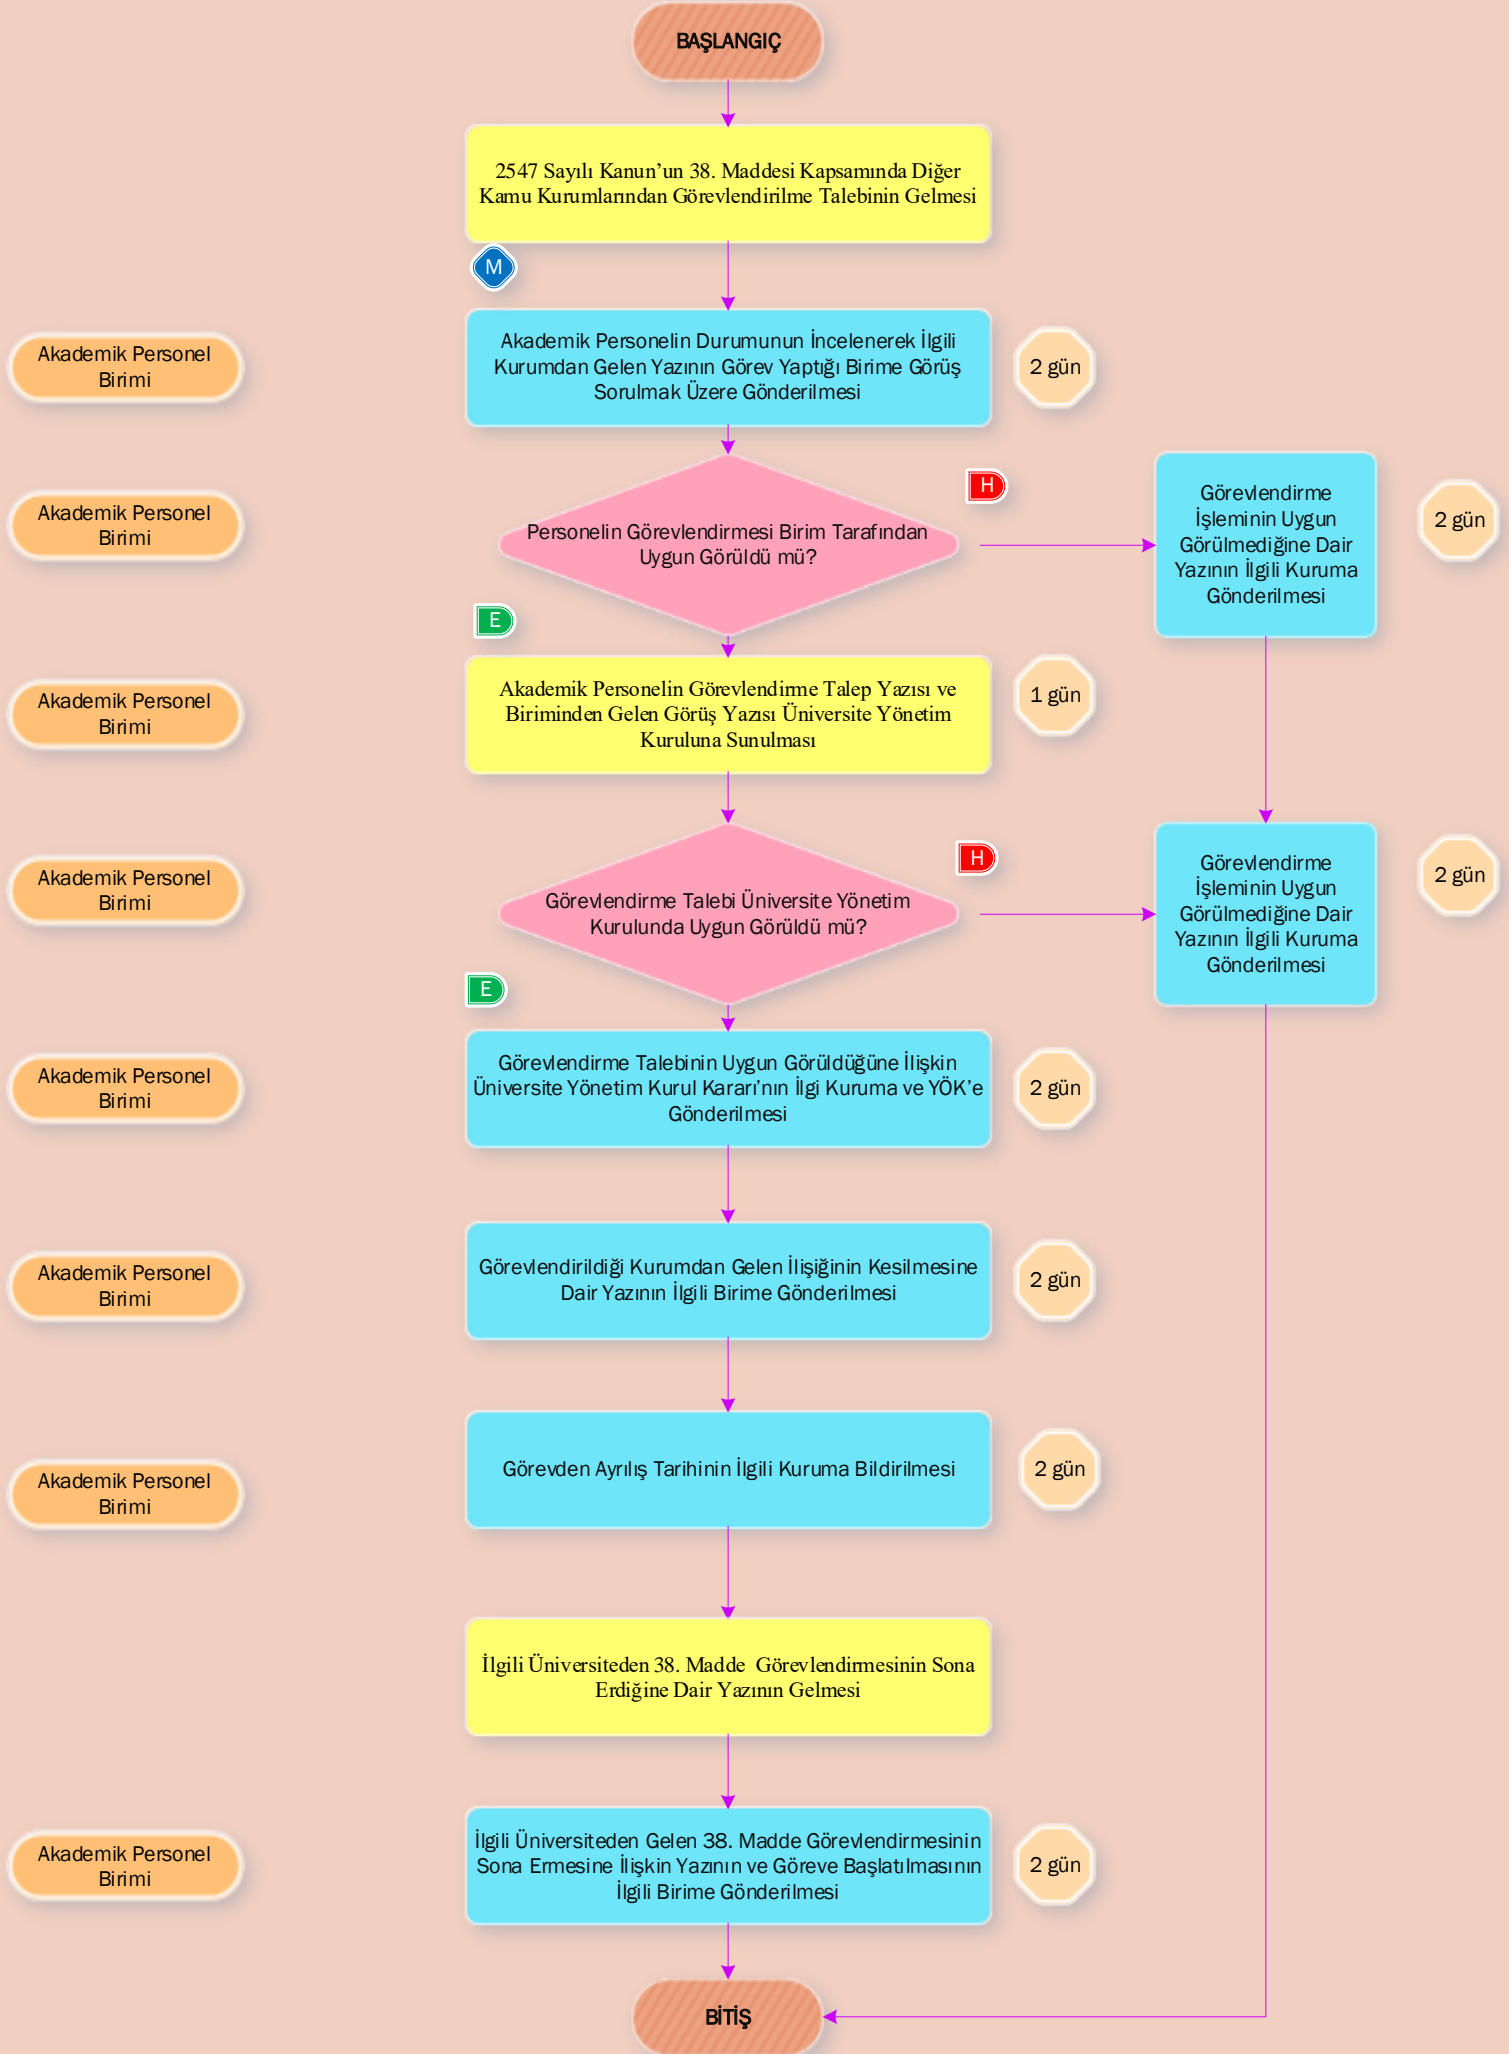 BAŞLANGIÇ
2547 Sayılı Kanun’un 38. Maddesi Kapsamında Diğer
Kamu Kurumlarından Görevlendirilme Talebinin Gelmesi
M
Akademik Personel
Birimi
Akademik Personelin Durumunun İncelenerek İlgili
Kurumdan Gelen Yazının Görev Yaptığı Birime Görüş
Sorulmak Üzere Gönderilmesi
2 gün
Akademik Personel
Birimi
Personelin Görevlendirmesi Birim Tarafından
Uygun Görüldü mü?
H
Görevlendirme
İşleminin Uygun
Görülmediğine Dair
Yazının İlgili Kuruma
Gönderilmesi
2 gün
E
Akademik Personel
Birimi
Akademik Personelin Görevlendirme Talep Yazısı ve
Biriminden Gelen Görüş Yazısı Üniversite Yönetim
Kuruluna Sunulması
1 gün
Akademik Personel
Birimi
Görevlendirme Talebi Üniversite Yönetim
Kurulunda Uygun Görüldü mü?
H
Görevlendirme
İşleminin Uygun
Görülmediğine Dair
Yazının İlgili Kuruma
Gönderilmesi
2 gün
E
Akademik Personel
Birimi
Görevlendirme Talebinin Uygun Görüldüğüne İlişkin
Üniversite Yönetim Kurul Kararı’nın İlgi Kuruma ve YÖK’e
Gönderilmesi
2 gün
Akademik Personel
Birimi
Görevlendirildiği Kurumdan Gelen İlişiğinin Kesilmesine
Dair Yazının İlgili Birime Gönderilmesi
2 gün
Akademik Personel
Birimi
Görevden Ayrılış Tarihinin İlgili Kuruma Bildirilmesi
2 gün
İlgili Üniversiteden 38. Madde  Görevlendirmesinin Sona
Erdiğine Dair Yazının Gelmesi
Akademik Personel
Birimi
İlgili Üniversiteden Gelen 38. Madde Görevlendirmesinin
Sona Ermesine İlişkin Yazının ve Göreve Başlatılmasının
İlgili Birime Gönderilmesi
2 gün
BİTİŞ